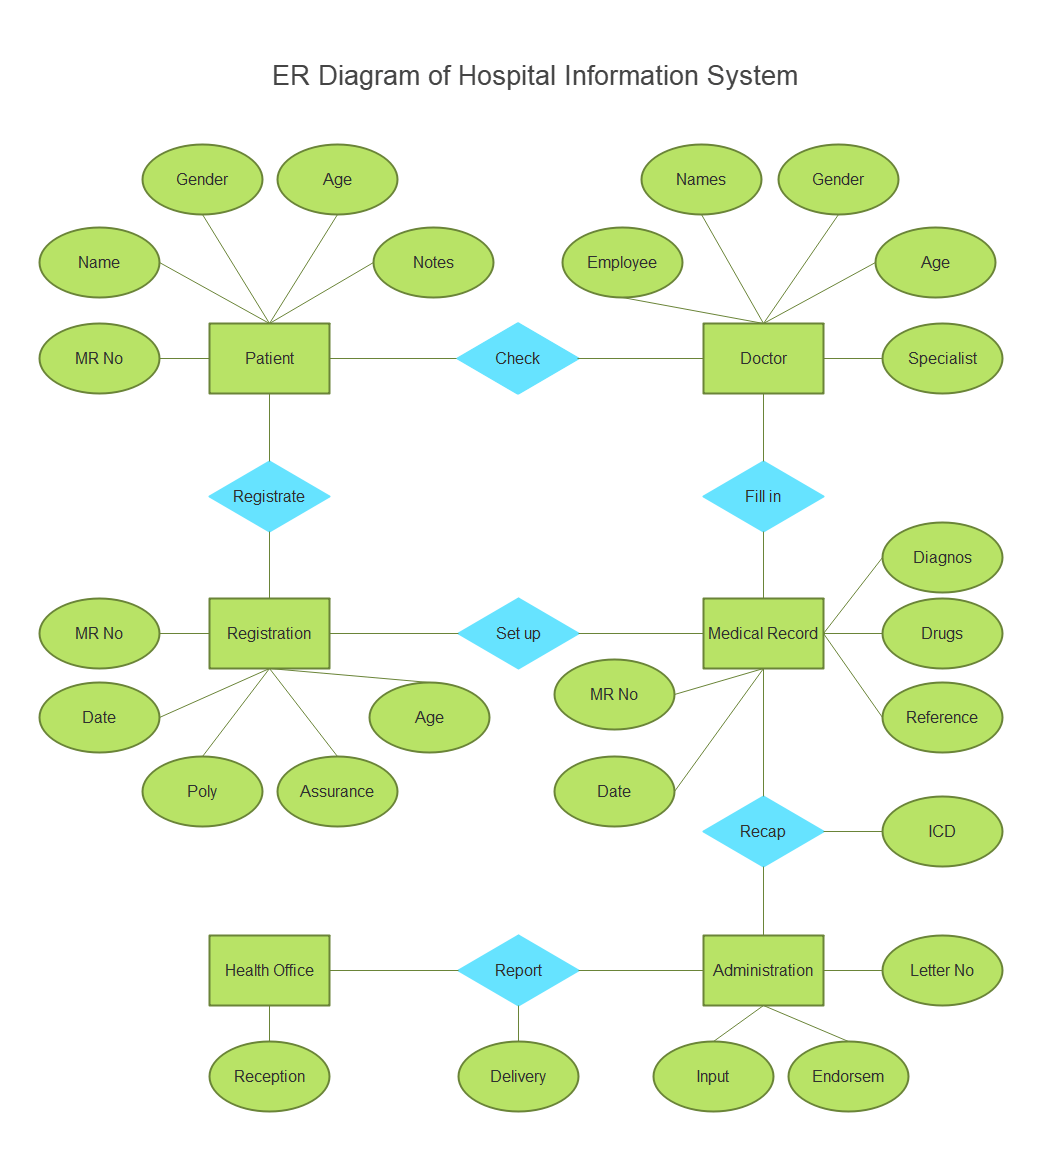 ER Diagram of Hospital Information System
Gender
Age
Names
Gender
Name
Notes
Employee
Age
MR No
Patient
Check
Doctor
Specialist
Registrate
Fill in
Diagnos
MR No
Registration
Set up
Medical Record
Drugs
MR No
Date
Age
Reference
Poly
Assurance
Date
Recap
ICD
Health Office
Report
Administration
Letter No
Reception
Delivery
Input
Endorsem